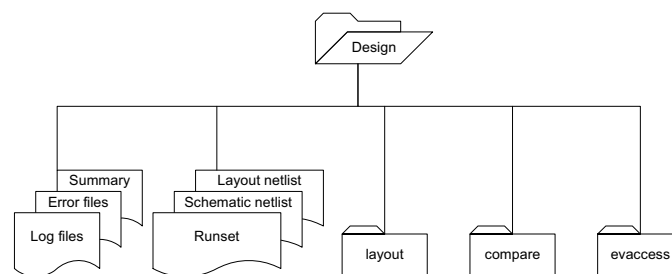 Design
Summary
Error files
Log files
Layout netlist
Schematic netlist
Runset
layout
compare
evaccess